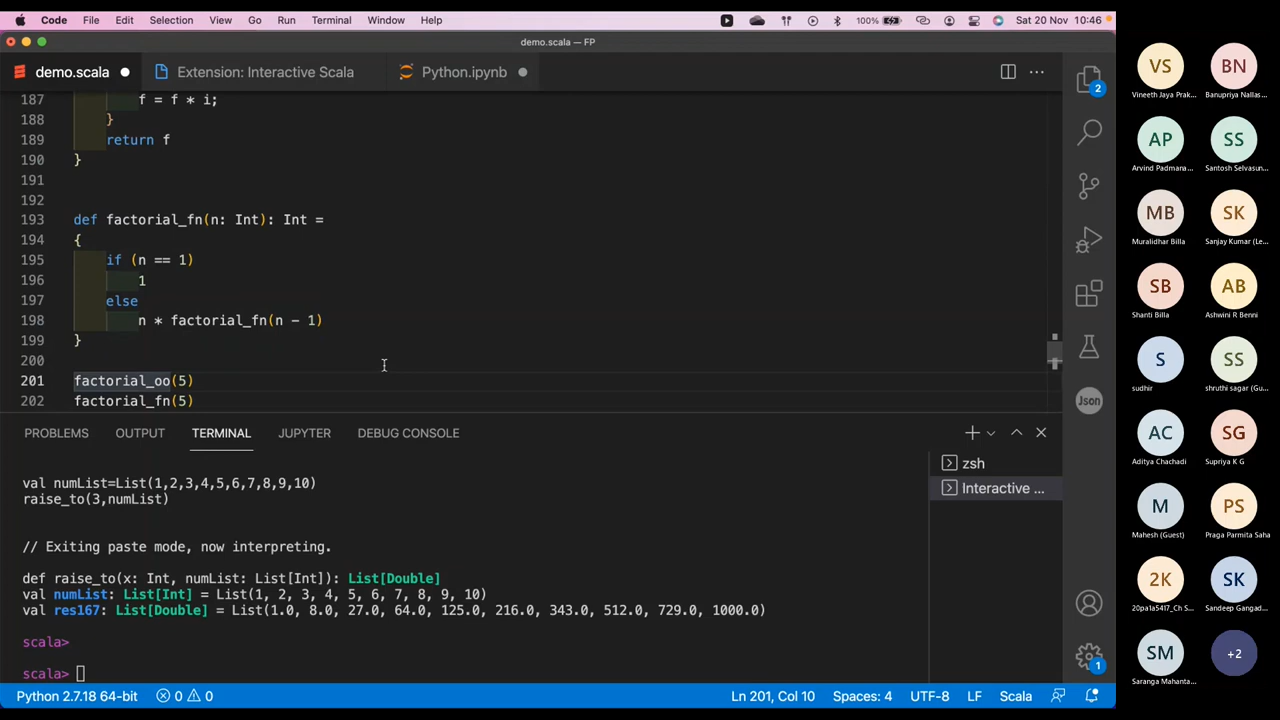 Code File Edit Selection View Go Run Terminal Window Help 100% Sat 20 Nov 10:46
demo.scala — FP
demo.scala Extension: Interactive Scala Python.ipynb
187 f = f * i;
188 }
189 return f
190 }
191
192
193 def factorial_fn(n: Int): Int =
194 {
195 if (n == 1)
196 1
197 else
198 n * factorial_fn(n - 1)
199 }
200
201 factorial_oo(5)
202 factorial_fn(5)
PROBLEMS OUTPUT TERMINAL JUPYTER DEBUG CONSOLE
val numList=List(1,2,3,4,5,6,7,8,9,10)
raise_to(3,numList)
// Exiting paste mode, now interpreting.
def raise_to(x: Int, numList: List[Int]): List[Double]
val numList: List[Int] = List(1, 2, 3, 4, 5, 6, 7, 8, 9, 10)
val res167: List[Double] = List(1.0, 8.0, 27.0, 64.0, 125.0, 216.0, 343.0, 512.0, 729.0, 1000.0)
scala>
scala>
zsh
Interactive ...
Python 2.7.18 64-bit 0 0 Ln 201, Col 10 Spaces: 4 UTF-8 LF Scala
2
Json
1
VS BN
Vineeth Jaya Prak... Banupriya Nallas...
AP SS
Arvind Padmana... Santosh Selvasun...
MB SK
Muralidhar Billa Sanjay Kumar (Le...
SB AB
Shanti Billa Ashwini R Benni
S SS
sudhir shruthi sagar (Gu...
AC SG
Aditya Chachadi Supriya K G
M PS
Mahesh (Guest) Praga Parmita Saha
2K SK
20pa1a5417_Ch S... Sandeep Gangad...
SM +2
Saranga Mahanta...